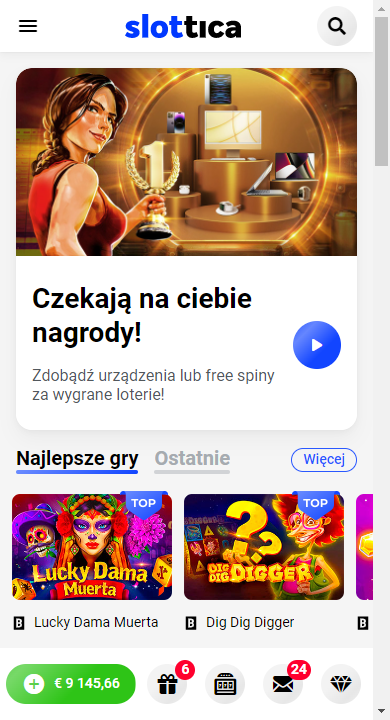 slottica
1
Czekają na ciebie
nagrody!
Zdobądź urządzenia lub free spiny
za wygrane loterie!
Najlepsze gry
Ostatnie
Więcej
TOP
TOP
Lucky Dama
Muerta
DIG DIG DIGGER
Lucky Dama Muerta
Dig Dig Digger
€ 9 145,66
6
24